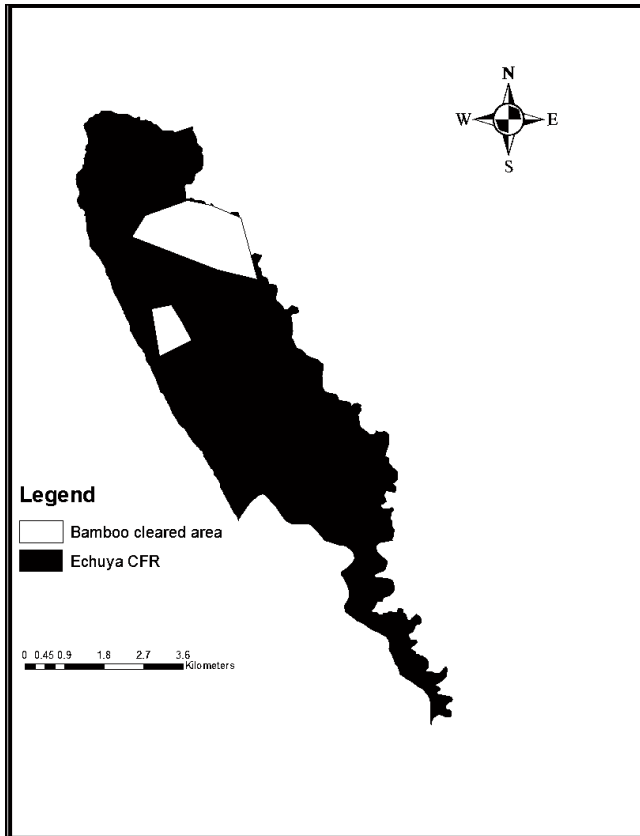 N
W E
S
Legend
Bamboo cleared area
Echuya CFR
0 0.45 0.9 1.8 2.7 3.6
Kilometers